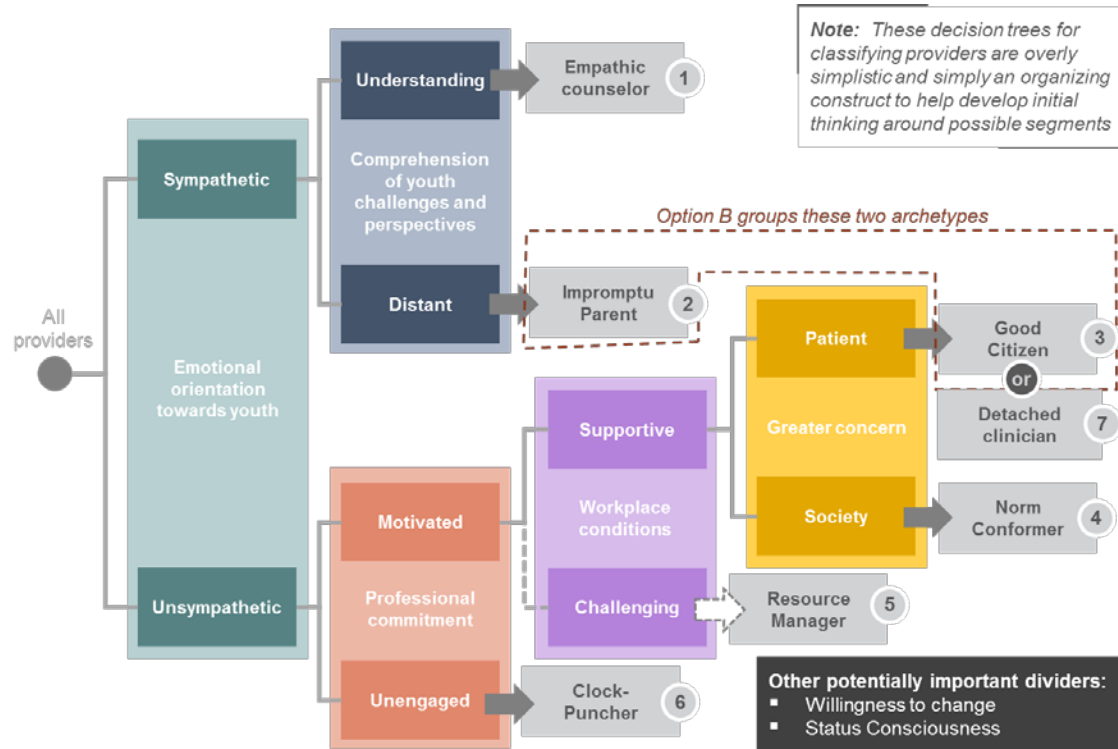 Note: These decision trees for
classifying providers are overly
simplistic and simply an organizing
construct to help develop initial
thinking around possible segments
All
providers
Sympathetic
Emotional
orientation
towards youth
Unsympathetic
Understanding
Comprehension
of youth
challenges and
perspectives
Distant
Empathic
counselor
1
Option B groups these two archetypes
Impromptu
Parent
2
Motivated
Professional
commitment
Unengaged
Supportive
Workplace
conditions
Challenging
Patient
Greater concern
Society
Good
Citizen
3
or
Detached
clinician
7
Norm
Conformer
4
Resource
Manager
5
Clock-
Puncher
6
Other potentially important dividers:
▪ Willingness to change
▪ Status Consciousness